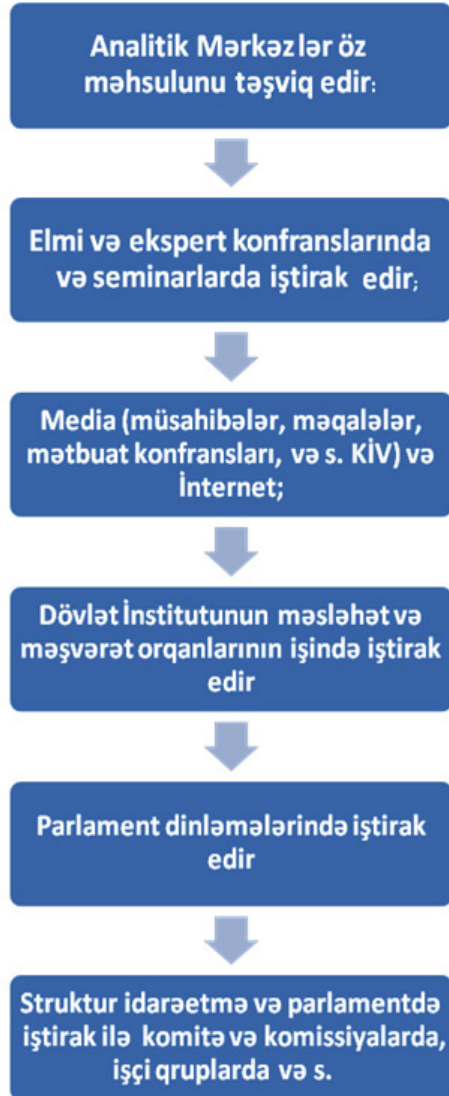 Analitik Mərkəzlər öz
məhsulunu təşviq edir:
Elmi və ekspert konfranslarında
və seminarlarda iştirak edir;
Media (müsahibələr, məqalələr,
mətbuat konfransları, və s. KİV) və
İnternet;
Dövlət İnstitutunun məsləhət və
məşvərət orqanlarının işində iştirak
edir
Parlament dinləmələrində iştirak
edir
Struktur idarəetmə və parlamentdə
iştirak ilə komitə və komissiyalarda,
işçi qruplarda və s.